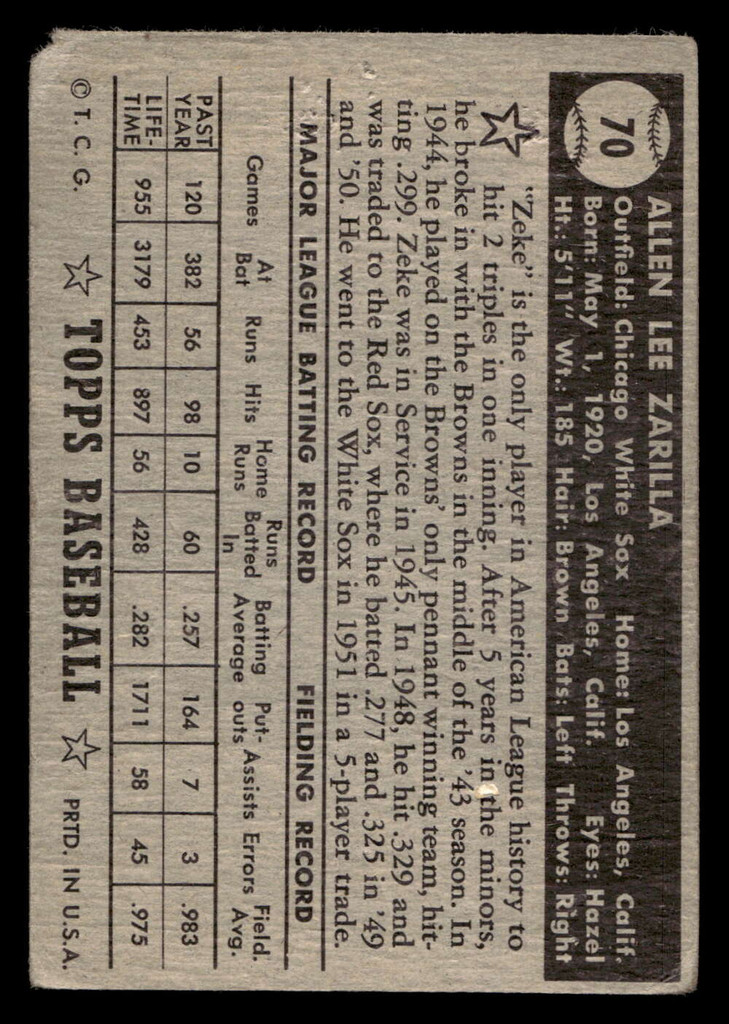 70
ALLEN LEE ZARILLA
Outfield: Chicago White Sox Home: Los Angeles, Calif.
Born: May 1, 1920, Los Angeles, Calif. Eyes: Hazel
Ht.: 5'11" Wt.: 185 Hair: Brown Bats: Left Throws: Right
"Zeke" is the only player in American League history to
hit 2 triples in one inning. After 5 years in the minors,
he broke in with the Browns in the middle of the '43 season. In
1944, he played on the Browns' only pennant winning team, hit-
ting .299. Zeke was in Service in 1945. In 1948, he hit .329 and
was traded to the Red Sox, where he batted .277 and .325 in '49
and '50. He went to the White Sox in 1951 in a 5-player trade.
MAJOR LEAGUE BATTING RECORD FIELDING RECORD
Games At Bat Runs Hits Home Runs Runs Batted In Batting Average Put-outs Assists Errors Field. Avg.
PAST YEAR 120 382 56 98 10 60 .257 164 7 3 .983
LIFE-TIME 955 3179 453 897 56 428 .282 1711 58 45 .975
© T. C. G. ☆ TOPPS BASEBALL ☆ PRTD. IN U.S.A.